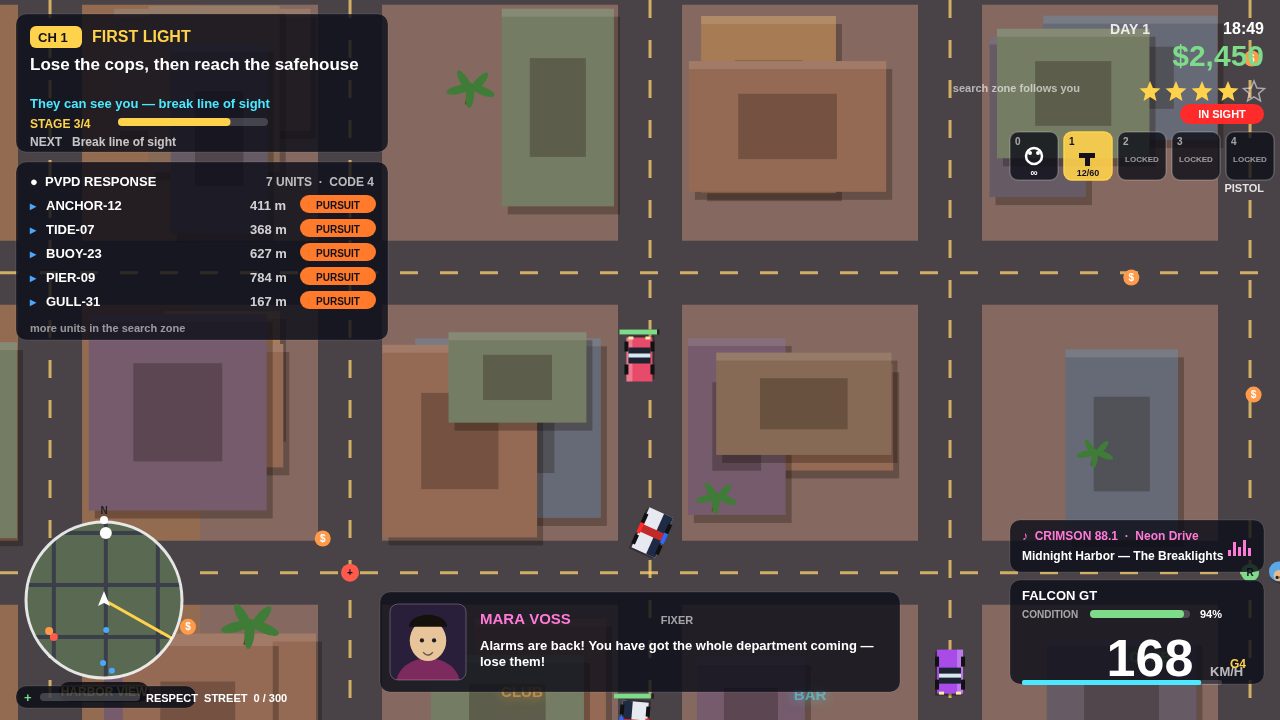 CH 1 FIRST LIGHT
Lose the cops, then reach the safehouse
They can see you — break line of sight
STAGE 3/4
NEXT Break line of sight
● PVPD RESPONSE 7 UNITS · CODE 4
▸ ANCHOR-12 411 m PURSUIT
▸ TIDE-07 368 m PURSUIT
▸ BUOY-23 627 m PURSUIT
▸ PIER-09 784 m PURSUIT
▸ GULL-31 167 m PURSUIT
more units in the search zone
DAY 1 18:49
$2,450
search zone follows you
IN SIGHT
0 1 2 3 4
∞ 12/60 LOCKED LOCKED LOCKED
PISTOL
$
$
$
$
$
+
R
N
HARBOR VIEW
+ RESPECT STREET 0 / 300
MARA VOSS FIXER
Alarms are back! You have got the whole department coming —
lose them!
CLUB
BAR
♪ CRIMSON 88.1 · Neon Drive
Midnight Harbor — The Breaklights
FALCON GT
CONDITION 94%
168 KM/H G4